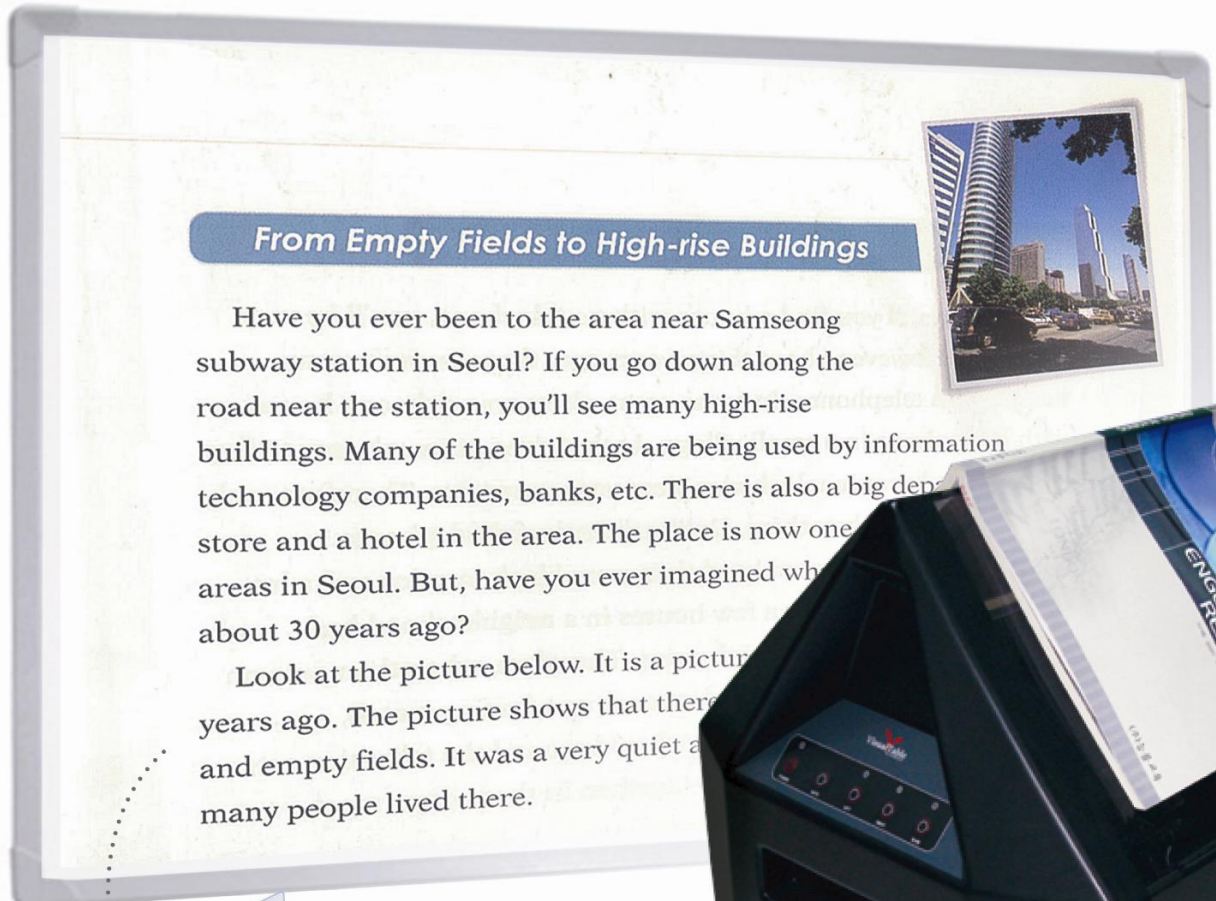 From Empty Fields to High-rise Buildings
Have you ever been to the area near Samseong
subway station in Seoul? If you go down along the
road near the station, you'll see many high-rise
buildings. Many of the buildings are being used by information
technology companies, banks, etc. There is also a big
store and a hotel in the area. The place is now one
areas in Seoul. But, have you ever imagined
about 30 years ago?
Look at the picture below. It is a
years ago. The picture shows that
and empty fields. It was a very quiet
many people lived there.
VisualTable